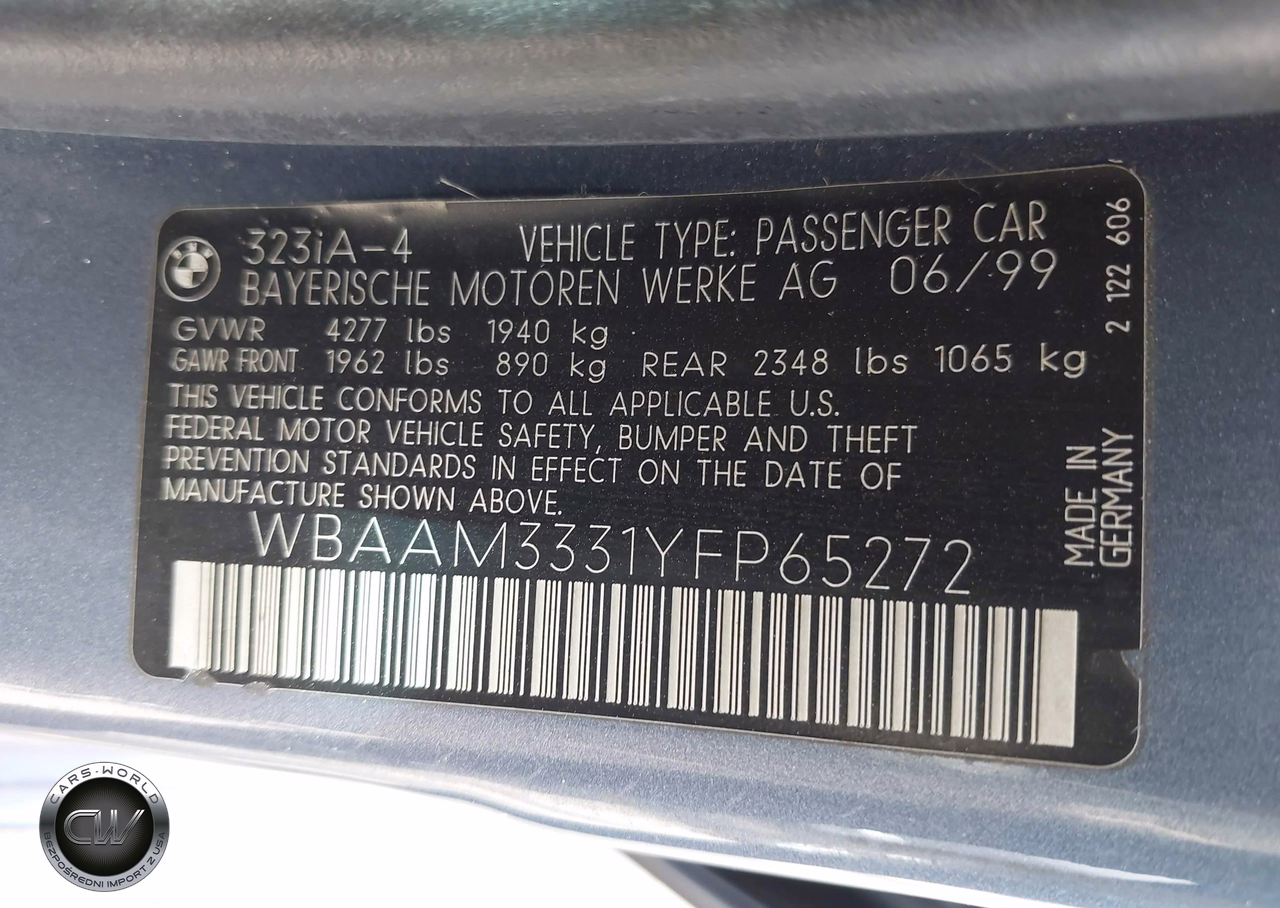 323iA-4 VEHICLE TYPE: PASSENGER CAR
BAYERISCHE MOTOREN WERKE AG 06/99
GVWR 4277 lbs 1940 kg
GAWR FRONT 1962 lbs 890 kg REAR 2348 lbs 1065 kg
THIS VEHICLE CONFORMS TO ALL APPLICABLE U.S.
FEDERAL MOTOR VEHICLE SAFETY, BUMPER AND THEFT
PREVENTION STANDARDS IN EFFECT ON THE DATE OF
MANUFACTURE SHOWN ABOVE.
WBAAM3331YFP65272
2 122 606
MADE IN
GERMANY
CARS-WORLD
CW
BEZPOŚREDNI IMPORT Z USA